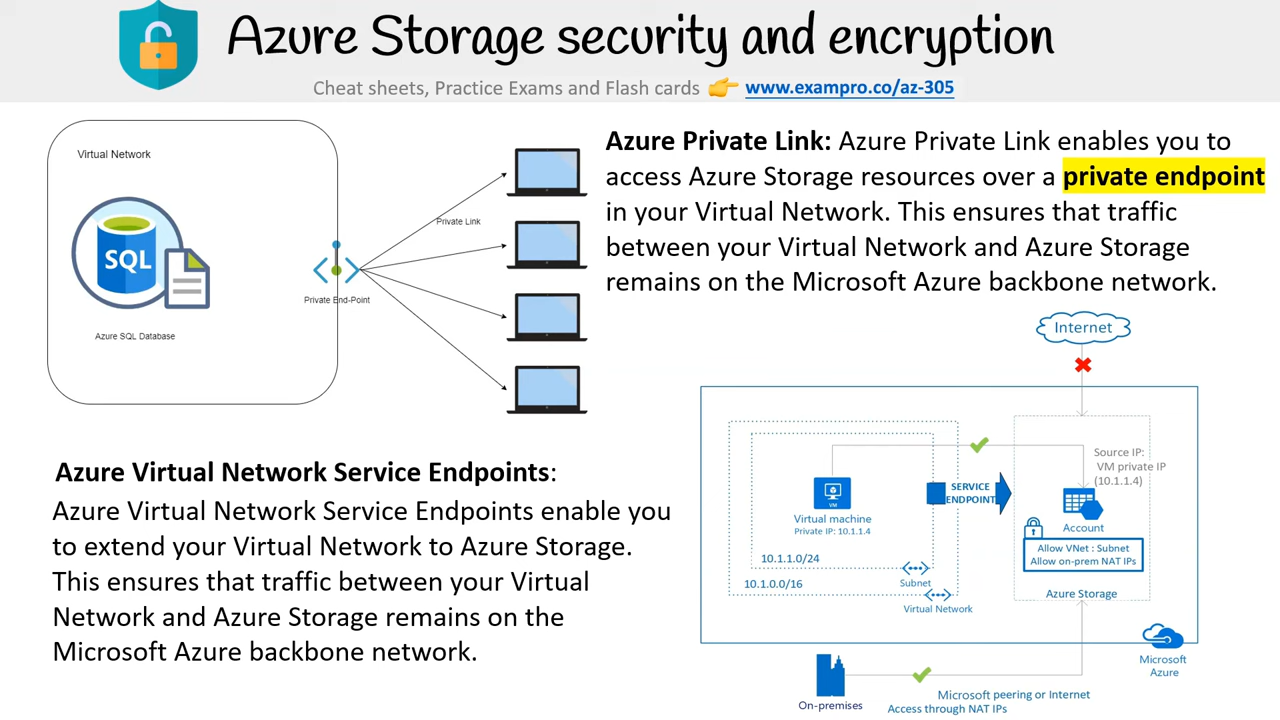 Azure Storage security and encryption
Cheat sheets, Practice Exams and Flash cards 👉 www.exampro.co/az-305
Virtual Network
SQL
Azure SQL Database
Private Link
Private End-Point
Azure Private Link: Azure Private Link enables you to
access Azure Storage resources over a private endpoint
in your Virtual Network. This ensures that traffic
between your Virtual Network and Azure Storage
remains on the Microsoft Azure backbone network.
Azure Virtual Network Service Endpoints:
Azure Virtual Network Service Endpoints enable you
to extend your Virtual Network to Azure Storage.
This ensures that traffic between your Virtual
Network and Azure Storage remains on the
Microsoft Azure backbone network.
Internet
Source IP:
VM private IP
(10.1.1.4)
SERVICE
ENDPOINT
VM
Virtual machine
Private IP: 10.1.1.4
Account
Allow VNet : Subnet
Allow on-prem NAT IPs
10.1.1.0/24
Subnet
10.1.0.0/16
Azure Storage
Virtual Network
Microsoft
Azure
On-premises
Microsoft peering or Internet
Access through NAT IPs